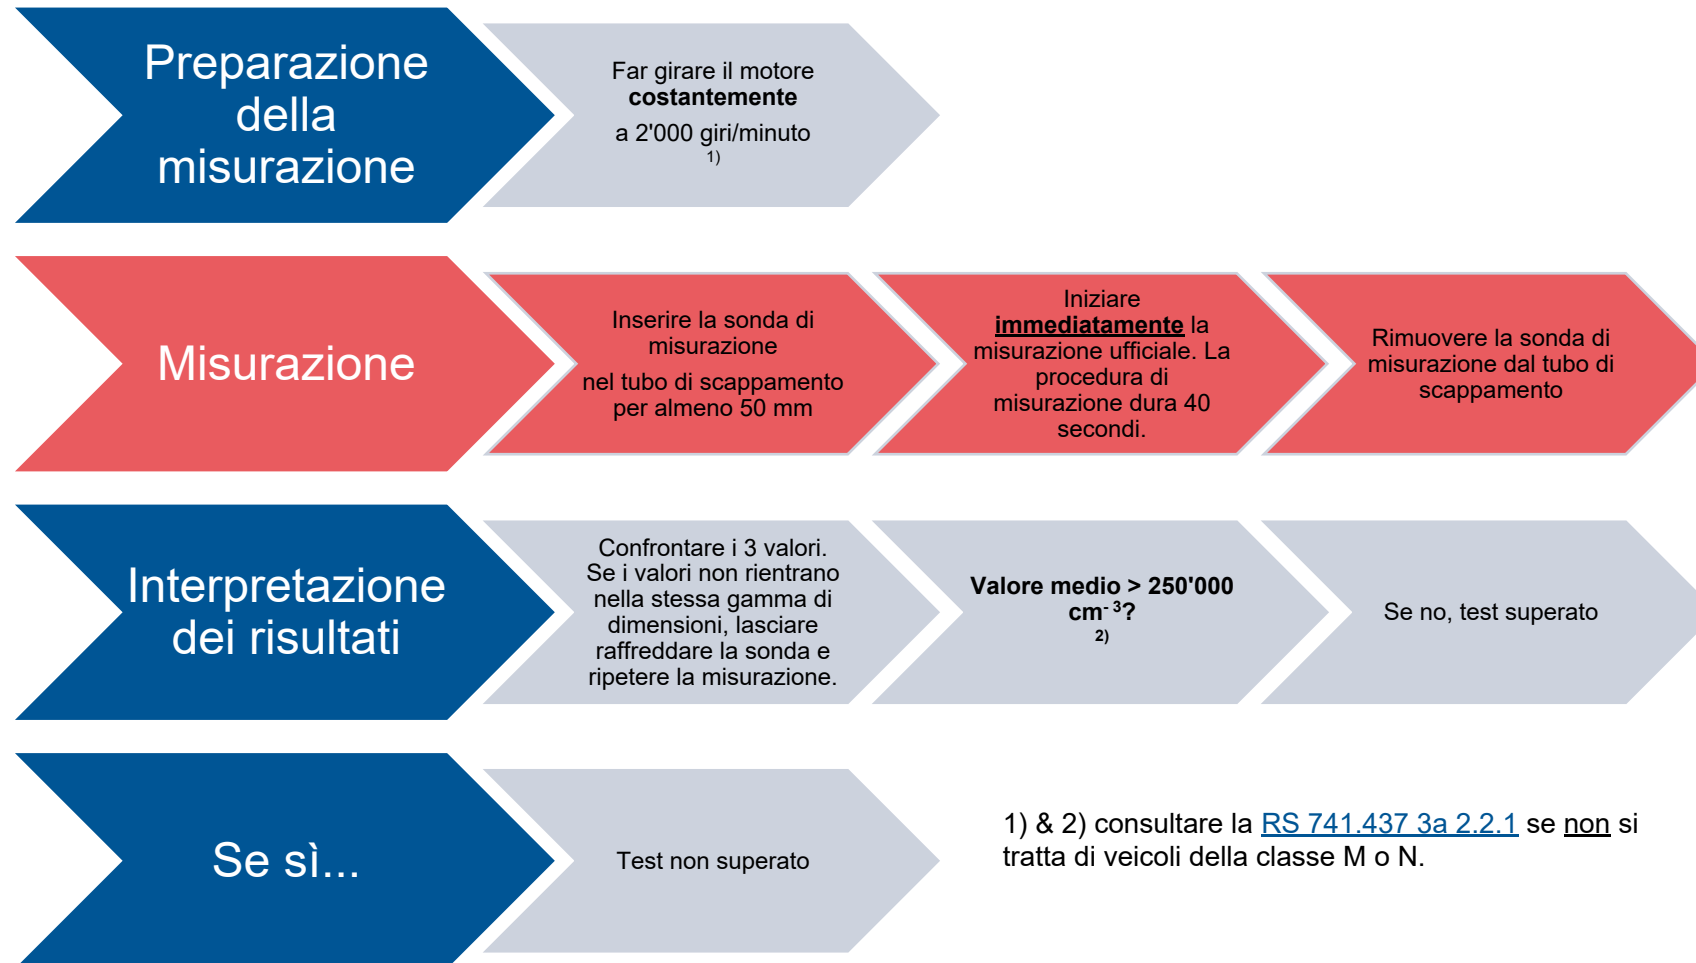 Preparazione
della
misurazione
Far girare il motore
costantemente
a 2'000 giri/minuto
1)
Misurazione
Inserire la sonda di
misurazione
nel tubo di scappamento
per almeno 50 mm
Iniziare
immediatamente la
misurazione ufficiale. La
procedura di
misurazione dura 40
secondi.
Rimuovere la sonda di
misurazione dal tubo di
scappamento
Interpretazione
dei risultati
Confrontare i 3 valori.
Se i valori non rientrano
nella stessa gamma di
dimensioni, lasciare
raffreddare la sonda e
ripetere la misurazione.
Valore medio > 250'000
cm⁻ ³?
2)
Se no, test superato
Se sì...
Test non superato
1) & 2) consultare la RS 741.437 3a 2.2.1 se non si
tratta di veicoli della classe M o N.